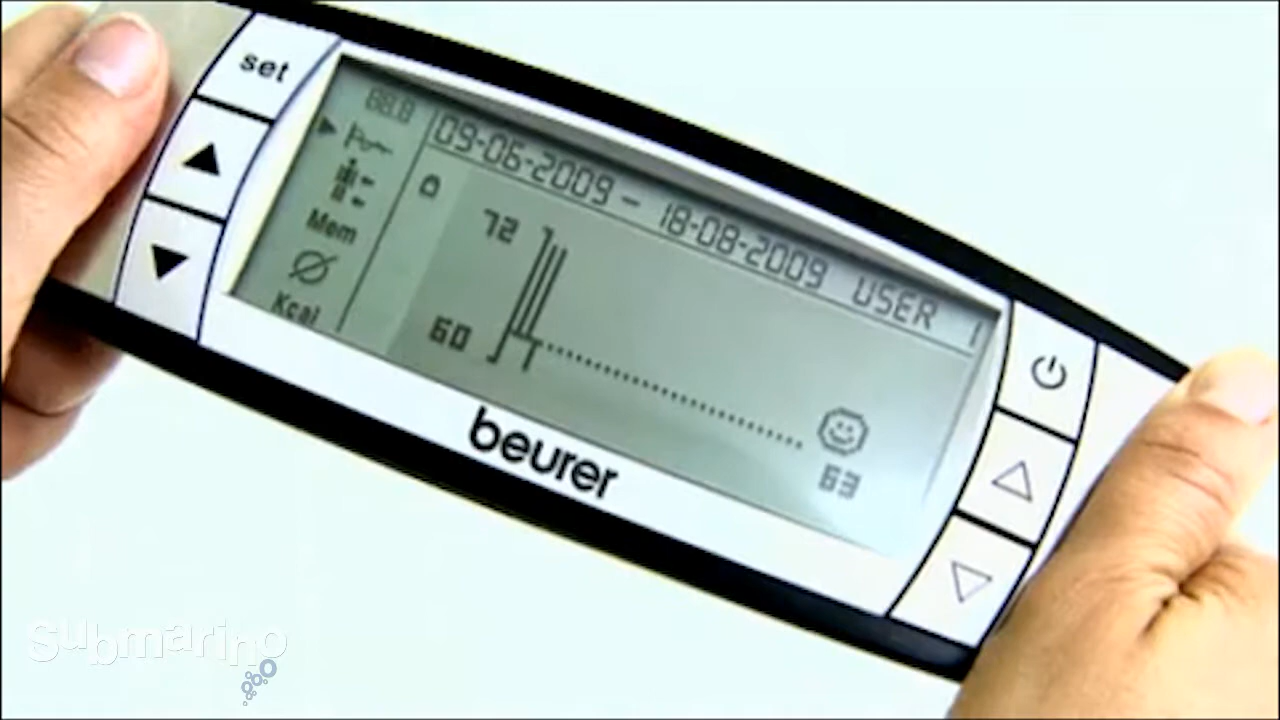 set
88.8
09-06-2009 - 18-08-2009 USER 1
Mem
Kcal
72
60
63
beurer
Submarino